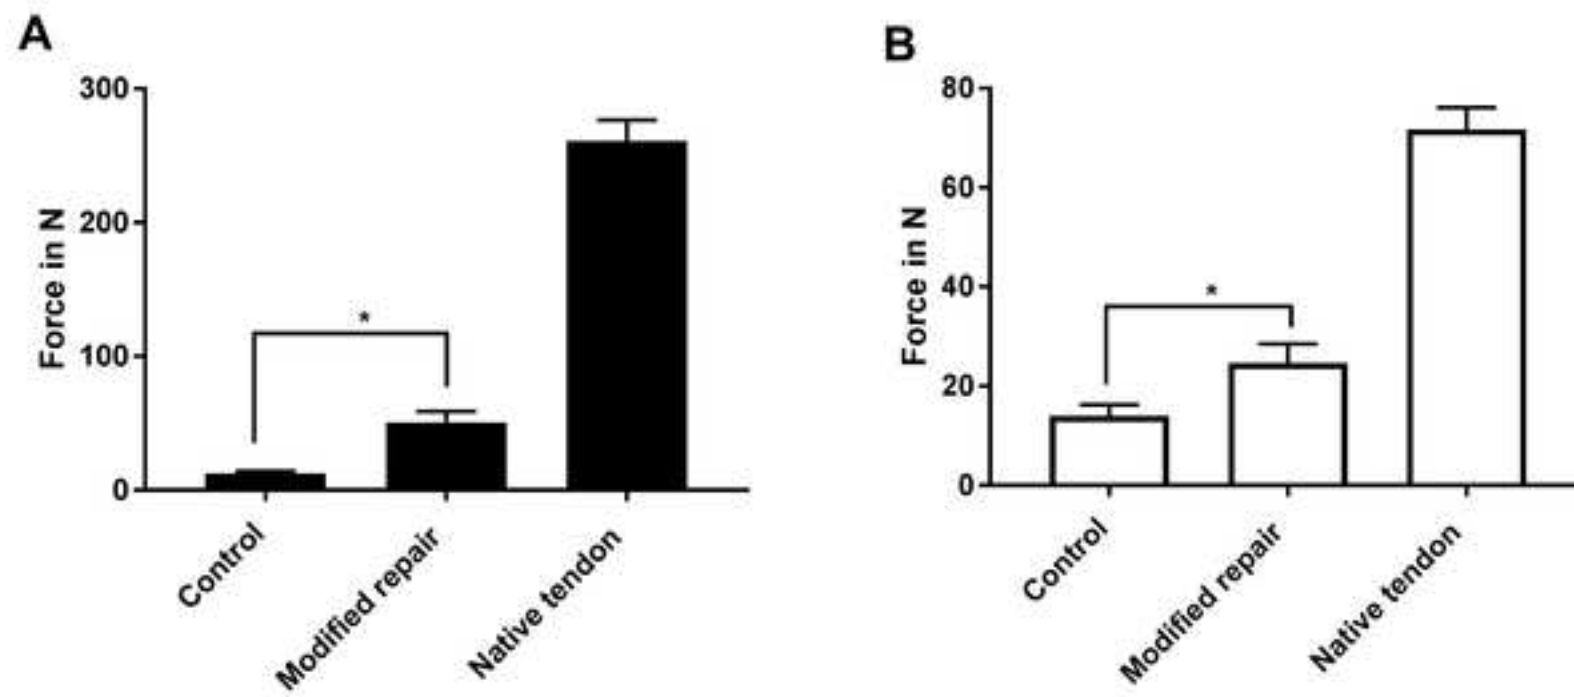 A
300
200
100
0
Force in N
*
Control
Modified repair
Native tendon
B
80
60
40
20
0
Force in N
*
Control
Modified repair
Native tendon